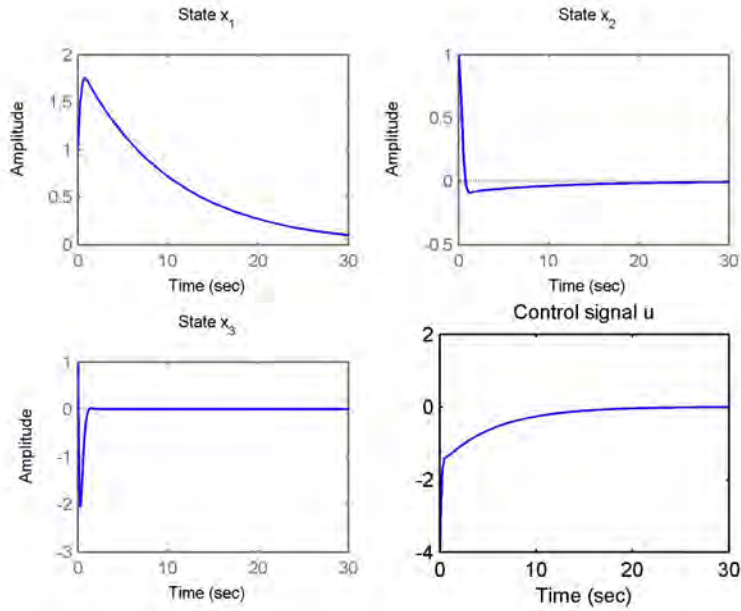 State x1
2
1.5
1
0.5
0
0 10 20 30
Amplitude
Time (sec)
State x2
1
0.5
0
-0.5
0 10 20 30
Amplitude
Time (sec)
State x3
1
0
-1
-2
-3
0 10 20 30
Amplitude
Time (sec)
Control signal u
2
0
-2
-4
0 10 20 30
Time (sec)